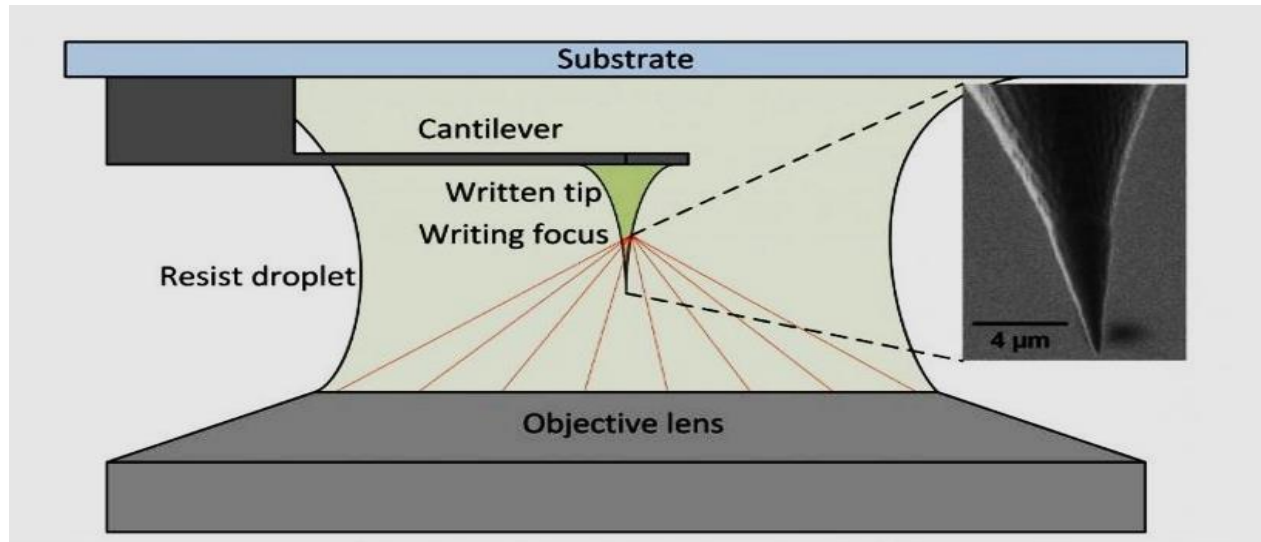 Substrate
Cantilever
Written tip
Writing focus
Resist droplet
4 µm
Objective lens